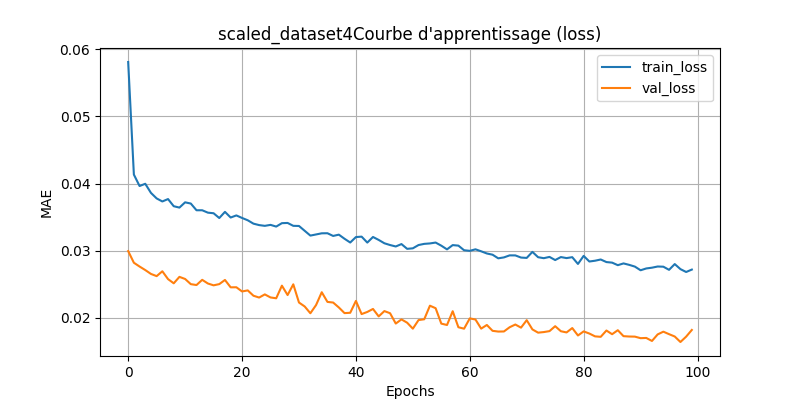 scaled_dataset4Courbe d'apprentissage (loss)
train_loss
val_loss
0.06
0.05
0.04
0.03
0.02
MAE
0 20 40 60 80 100
Epochs